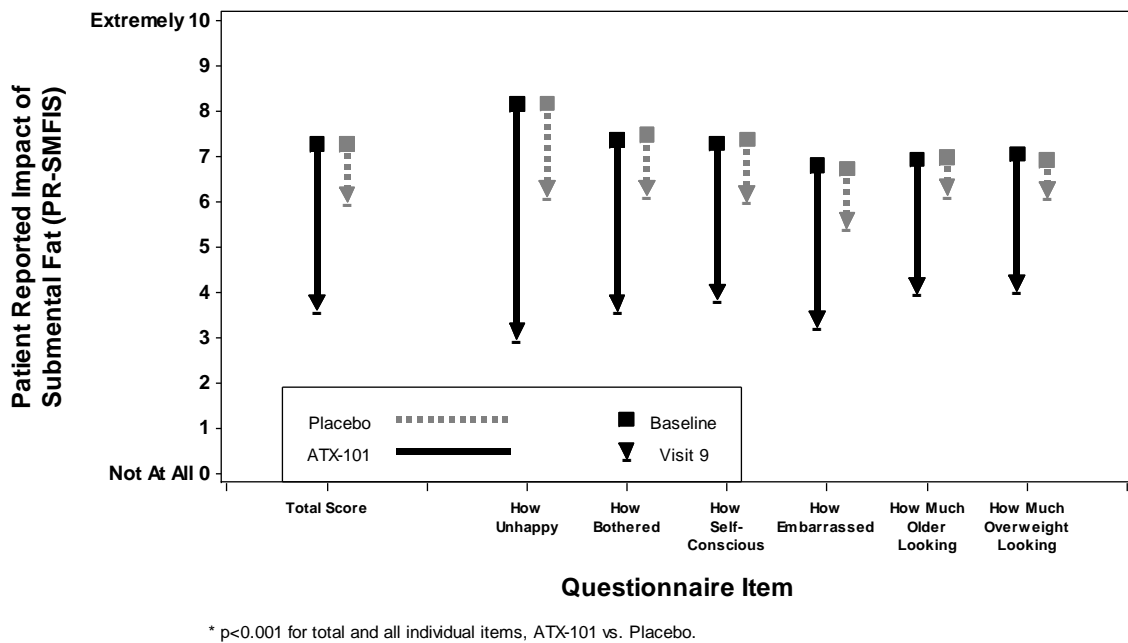 Extremely 10
9
8
7
6
5
4
3
2
1
Not At All 0
Patient Reported Impact of
Submental Fat (PR-SMFIS)
Placebo
ATX-101
Baseline
Visit 9
Total Score
How
Unhappy
How
Bothered
How
Self-
Conscious
How
Embarrassed
How Much
Older
Looking
How Much
Overweight
Looking
Questionnaire Item
* p<0.001 for total and all individual items, ATX-101 vs. Placebo.